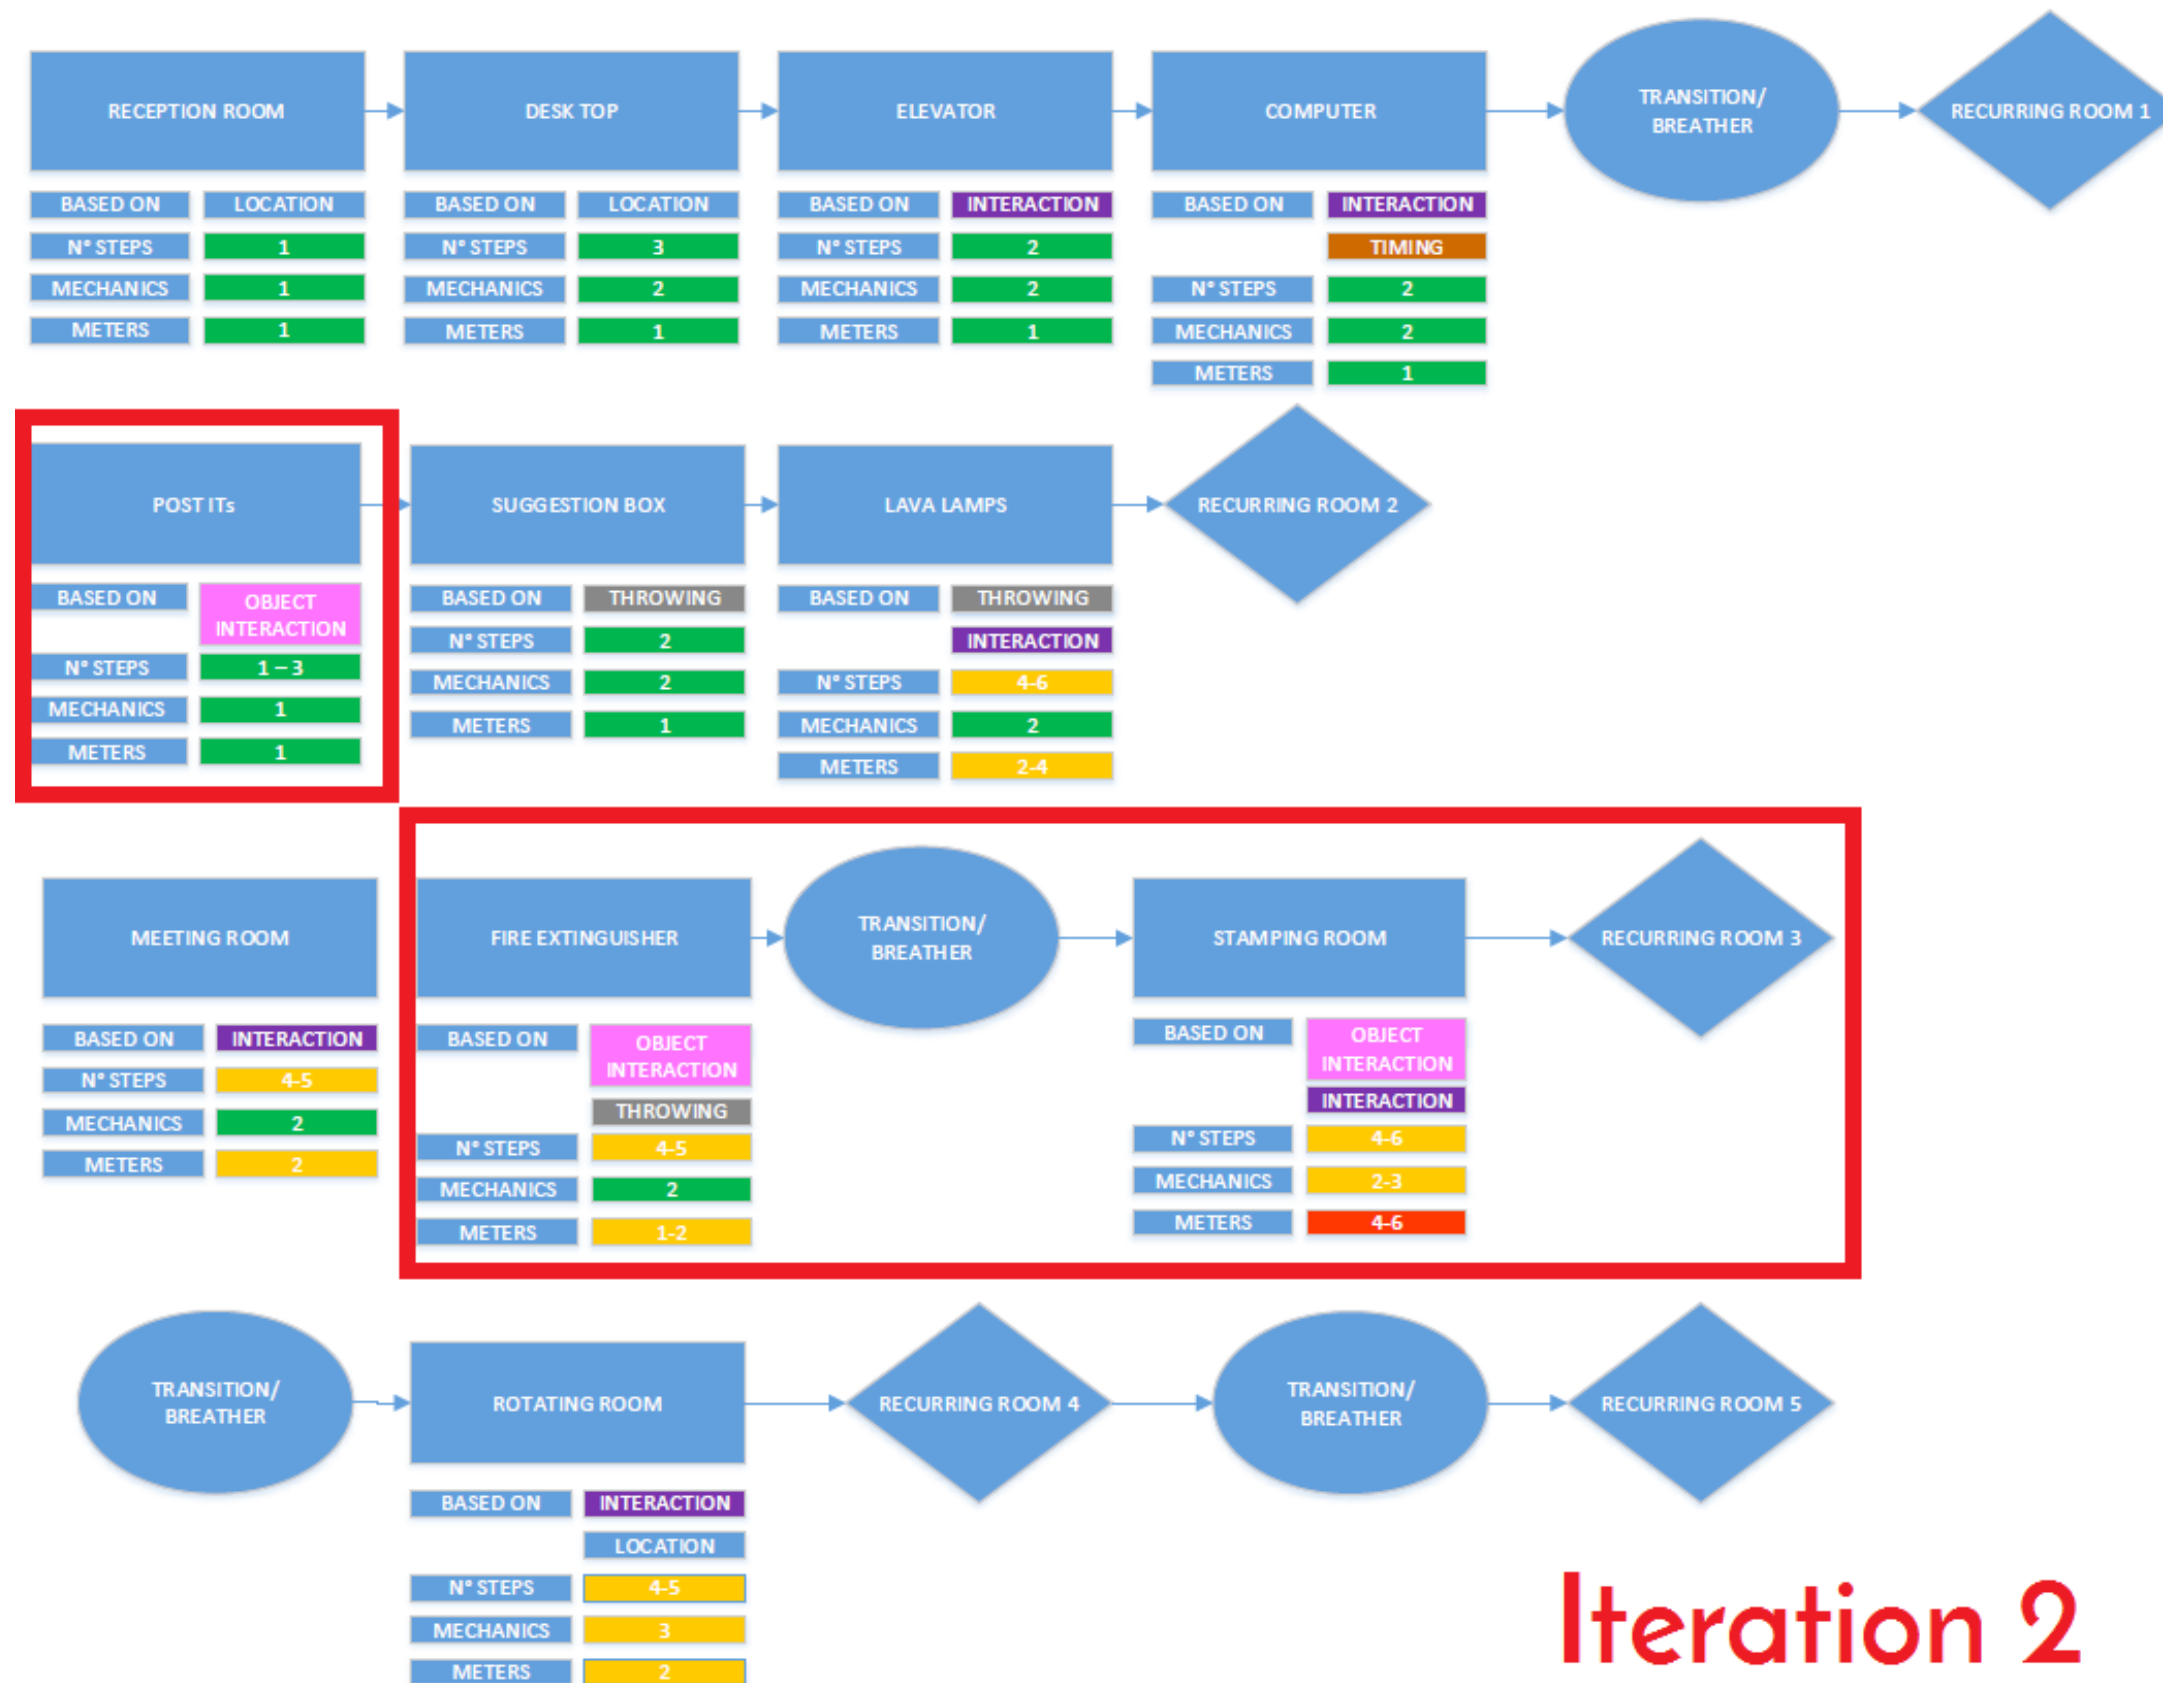 RECEPTION ROOM
DESK TOP
ELEVATOR
COMPUTER
TRANSITION/
BREATHER
RECURRING ROOM 1
BASED ON LOCATION
N° STEPS 1
MECHANICS 1
METERS 1
BASED ON LOCATION
N° STEPS 3
MECHANICS 2
METERS 1
BASED ON INTERACTION
N° STEPS 2
MECHANICS 2
METERS 1
BASED ON INTERACTION
TIMING
N° STEPS 2
MECHANICS 2
METERS 1
POST ITs
SUGGESTION BOX
LAVA LAMPS
RECURRING ROOM 2
BASED ON OBJECT
INTERACTION
N° STEPS 1 – 3
MECHANICS 1
METERS 1
BASED ON THROWING
N° STEPS 2
MECHANICS 2
METERS 1
BASED ON THROWING
INTERACTION
N° STEPS 4-6
MECHANICS 2
METERS 2-4
MEETING ROOM
FIRE EXTINGUISHER
TRANSITION/
BREATHER
STAMPING ROOM
RECURRING ROOM 3
BASED ON INTERACTION
N° STEPS 4-5
MECHANICS 2
METERS 2
BASED ON OBJECT
INTERACTION
THROWING
N° STEPS 4-5
MECHANICS 2
METERS 1-2
BASED ON OBJECT
INTERACTION
INTERACTION
N° STEPS 4-6
MECHANICS 2-3
METERS 4-6
TRANSITION/
BREATHER
ROTATING ROOM
RECURRING ROOM 4
TRANSITION/
BREATHER
RECURRING ROOM 5
BASED ON INTERACTION
LOCATION
N° STEPS 4-5
MECHANICS 3
METERS 2
Iteration 2